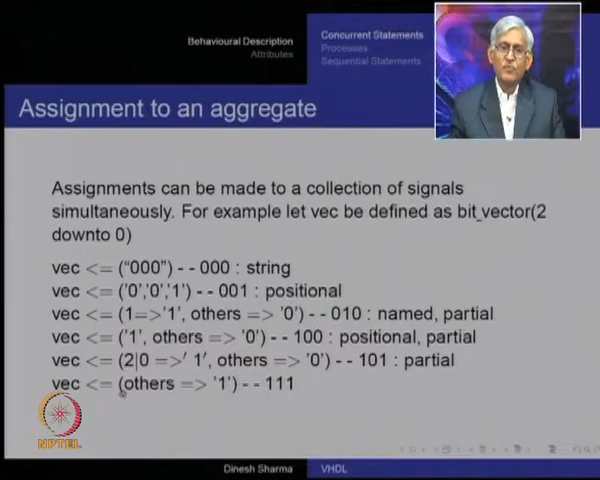 Behavioural Description
Attributes
Concurrent Statements
Processes
Sequential Statements
Assignment to an aggregate
Assignments can be made to a collection of signals
simultaneously. For example let vec be defined as bit_vector(2
downto 0)
vec <= ("000") - - 000 : string
vec <= ('0','0','1') - - 001 : positional
vec <= (1=>'1', others => '0') - - 010 : named, partial
vec <= ('1', others => '0') - - 100 : positional, partial
vec <= (2|0 =>' 1', others => '0') - - 101 : partial
vec <= (others => '1') - - 111
NPTEL
Dinesh Sharma
VHDL